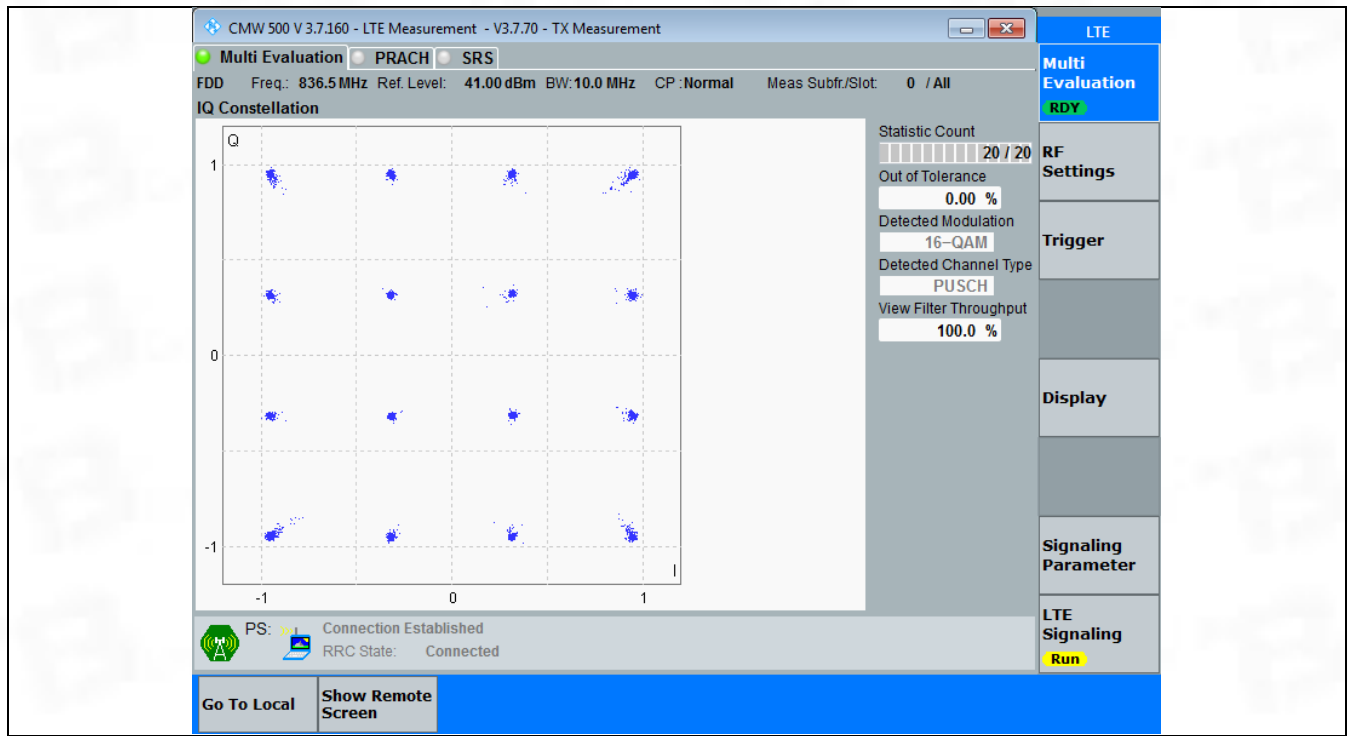 CMW 500 V 3.7.160 - LTE Measurement - V3.7.70 - TX Measurement
LTE
Multi Evaluation PRACH SRS
FDD Freq.: 836.5 MHz Ref. Level: 41.00 dBm BW: 10.0 MHz CP : Normal Meas Subfr./Slot: 0 / All
IQ Constellation
Q
1
0
-1
-1 0 1
I
Statistic Count
20 / 20
Out of Tolerance
0.00 %
Detected Modulation
16-QAM
Detected Channel Type
PUSCH
View Filter Throughput
100.0 %
Multi
Evaluation
RDY
RF
Settings
Trigger
Display
Signaling
Parameter
LTE
Signaling
Run
PS: Connection Established
RRC State: Connected
Go To Local
Show Remote
Screen